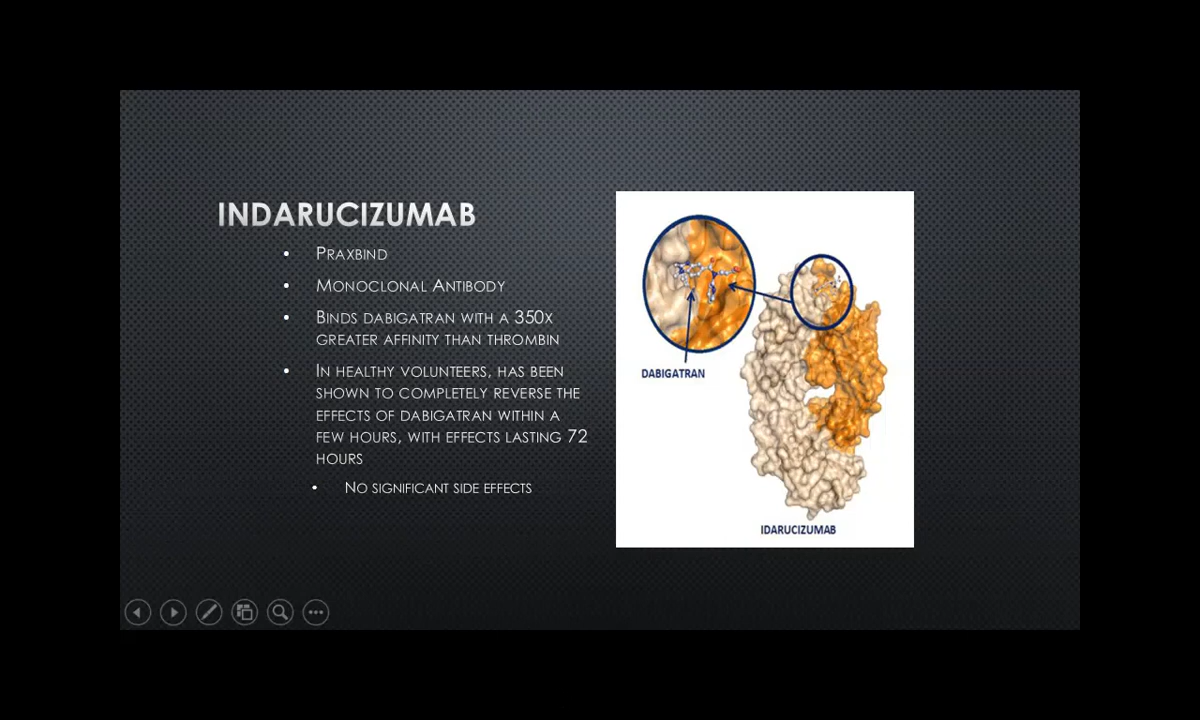 INDARUCIZUMAB
• PRAXBIND
• MONOCLONAL ANTIBODY
• BINDS DABIGATRAN WITH A 350X
GREATER AFFINITY THAN THROMBIN
• IN HEALTHY VOLUNTEERS, HAS BEEN
SHOWN TO COMPLETELY REVERSE THE
EFFECTS OF DABIGATRAN WITHIN A
FEW HOURS, WITH EFFECTS LASTING 72
HOURS
• NO SIGNIFICANT SIDE EFFECTS
DABIGATRAN
IDARUCIZUMAB